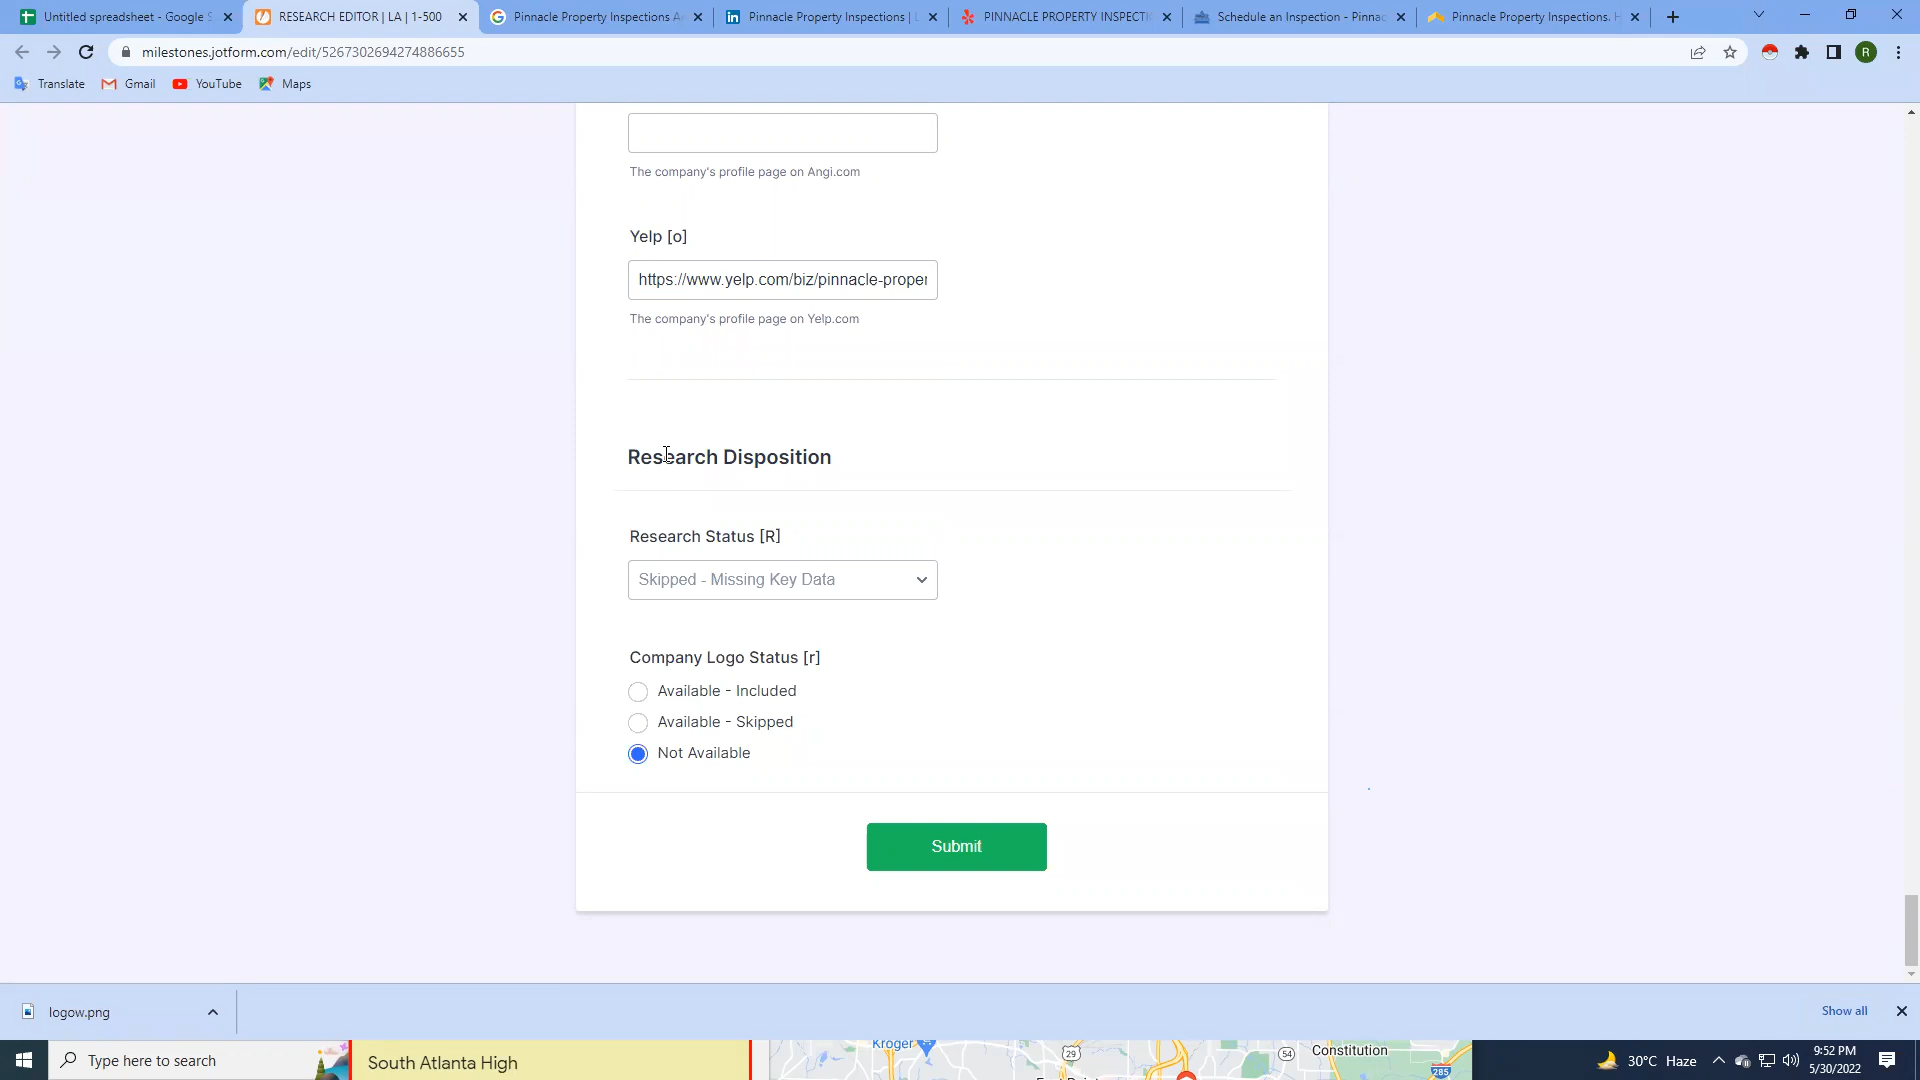 Untitled spreadsheet - Google S
RESEARCH EDITOR | LA | 1-500
Pinnacle Property Inspections A
Pinnacle Property Inspections | L
PINNACLE PROPERTY INSPECTI
Schedule an Inspection - Pinnac
Pinnacle Property Inspections. H
milestones.jotform.com/edit/5267302694274886655
R
Translate
Gmail
YouTube
Maps
The company's profile page on Angi.com
Yelp [o]
https://www.yelp.com/biz/pinnacle-proper
The company's profile page on Yelp.com
Research Disposition
Research Status [R]
Skipped - Missing Key Data
Company Logo Status [r]
Available - Included
Available - Skipped
Not Available
Submit
logow.png
Show all
Type here to search
South Atlanta High
Kroger
29
54
Constitution
285
30°C Haze
9:52 PM
5/30/2022